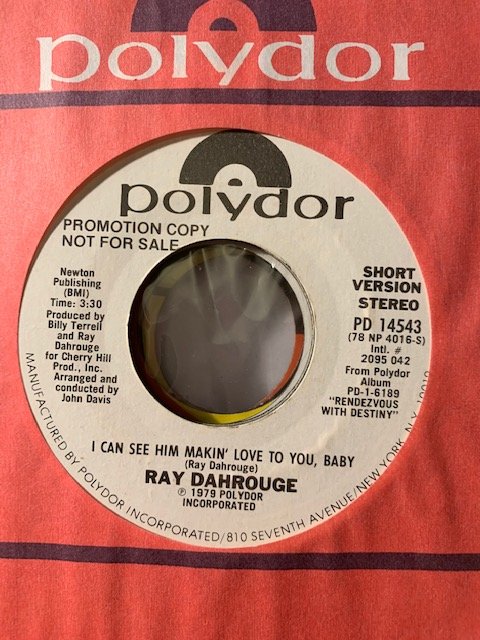 polydor
polydor
PROMOTION COPY
NOT FOR SALE
Newton
Publishing
(BMI)
Time: 3:30
Produced by
Billy Terrell
and Ray
Dahrouge
for Cherry Hill
Prod., Inc.
Arranged and
conducted by
John Davis
SHORT
VERSION
STEREO
PD 14543
(78 NP 4016-S)
Intl. #
2095 042
From Polydor
Album
PD-1-6189
"RENDEZVOUS
WITH DESTINY"
I CAN SEE HIM MAKIN' LOVE TO YOU, BABY
(Ray Dahrouge)
RAY DAHROUGE
℗ 1979 POLYDOR
INCORPORATED
MANUFACTURED BY POLYDOR INCORPORATED/810 SEVENTH AVENUE/NEW YORK, N.Y. 10019